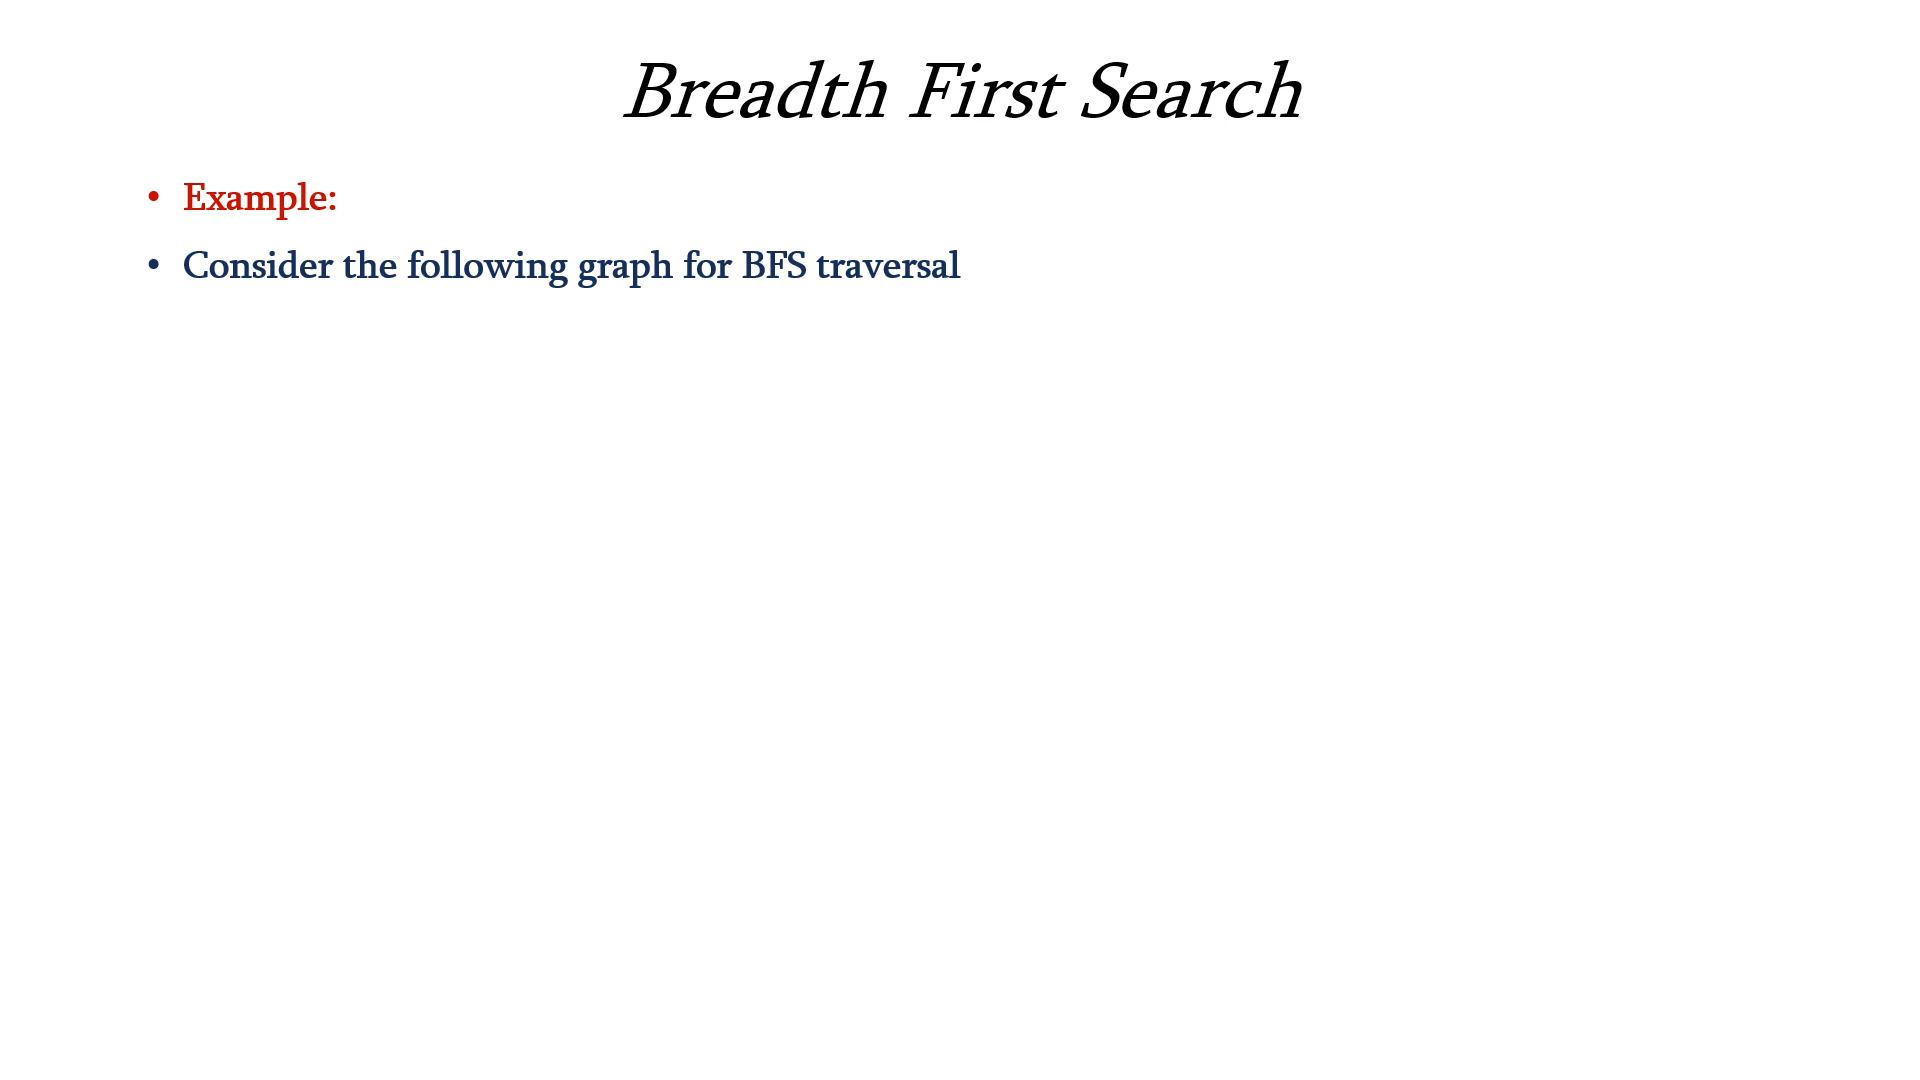 Breadth First Search
• Example:
• Consider the following graph for BFS traversal